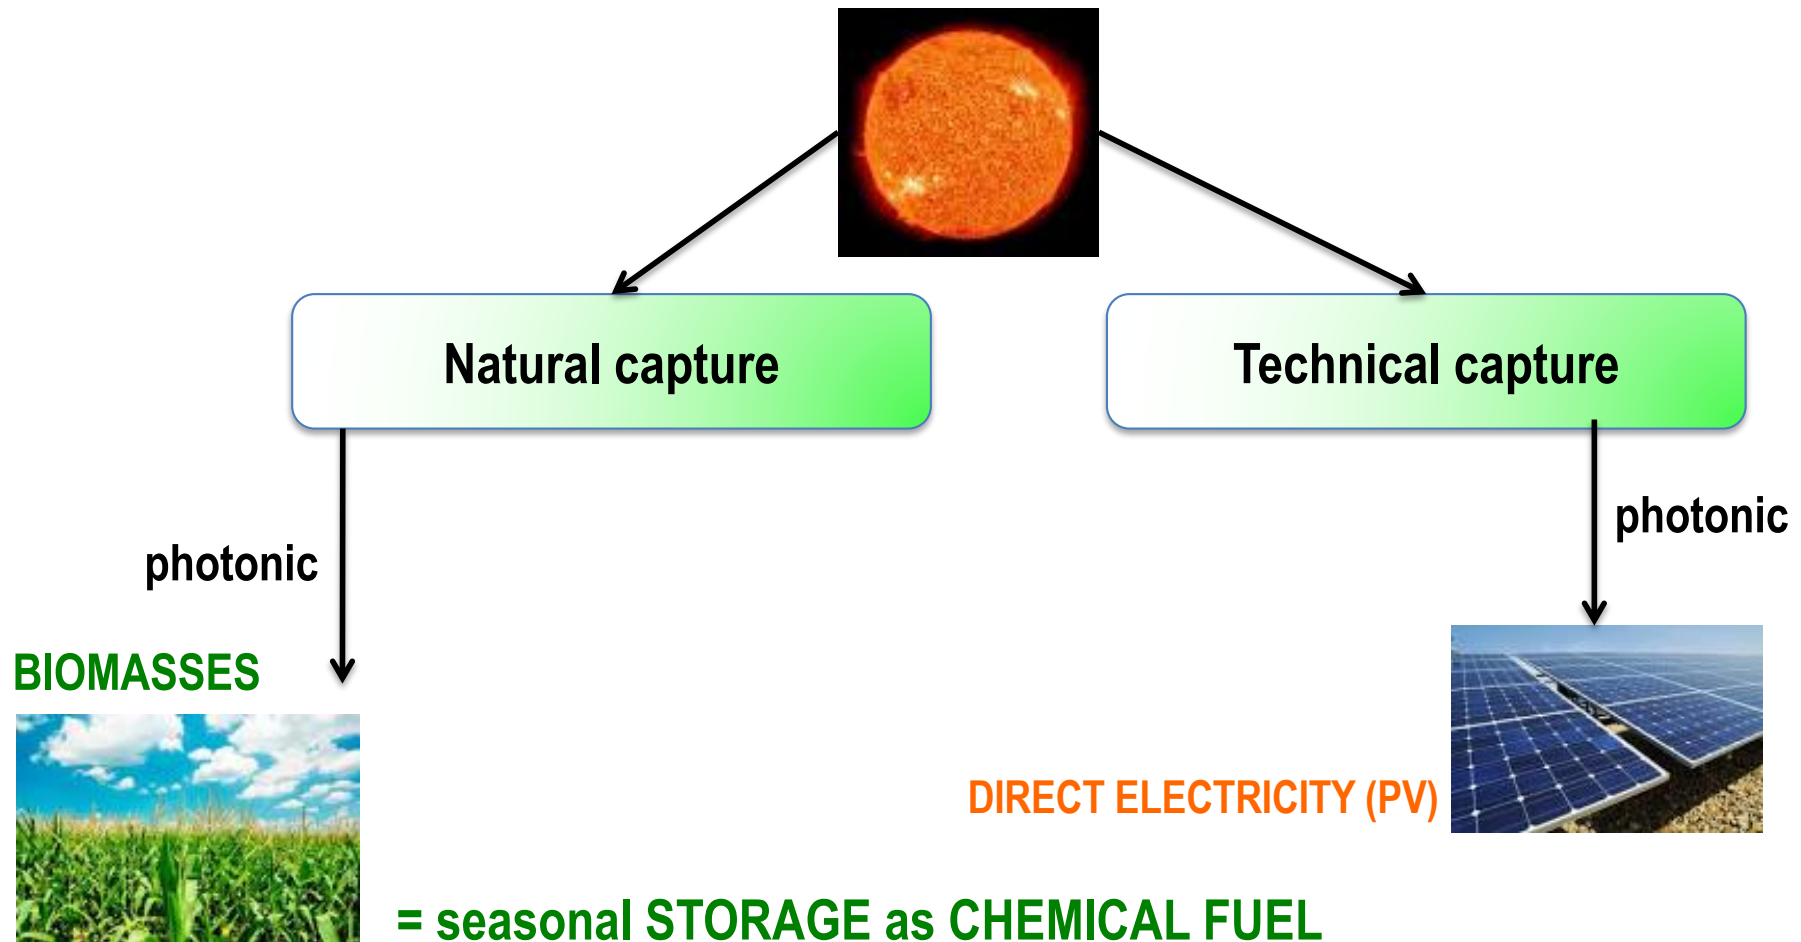 Natural capture
Technical capture
photonic
photonic
BIOMASSES
DIRECT ELECTRICITY (PV)
= seasonal STORAGE as CHEMICAL FUEL